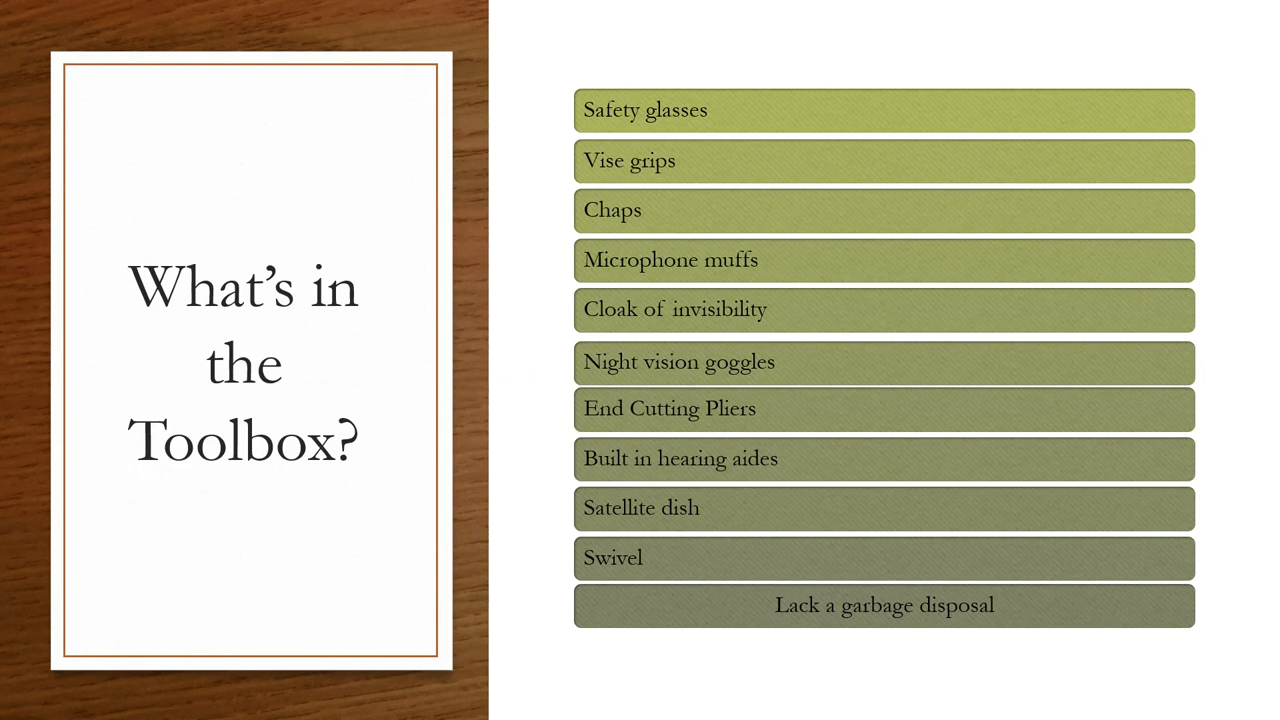 What’s in
the
Toolbox?
Safety glasses
Vise grips
Chaps
Microphone muffs
Cloak of invisibility
Night vision goggles
End Cutting Pliers
Built in hearing aides
Satellite dish
Swivel
Lack a garbage disposal